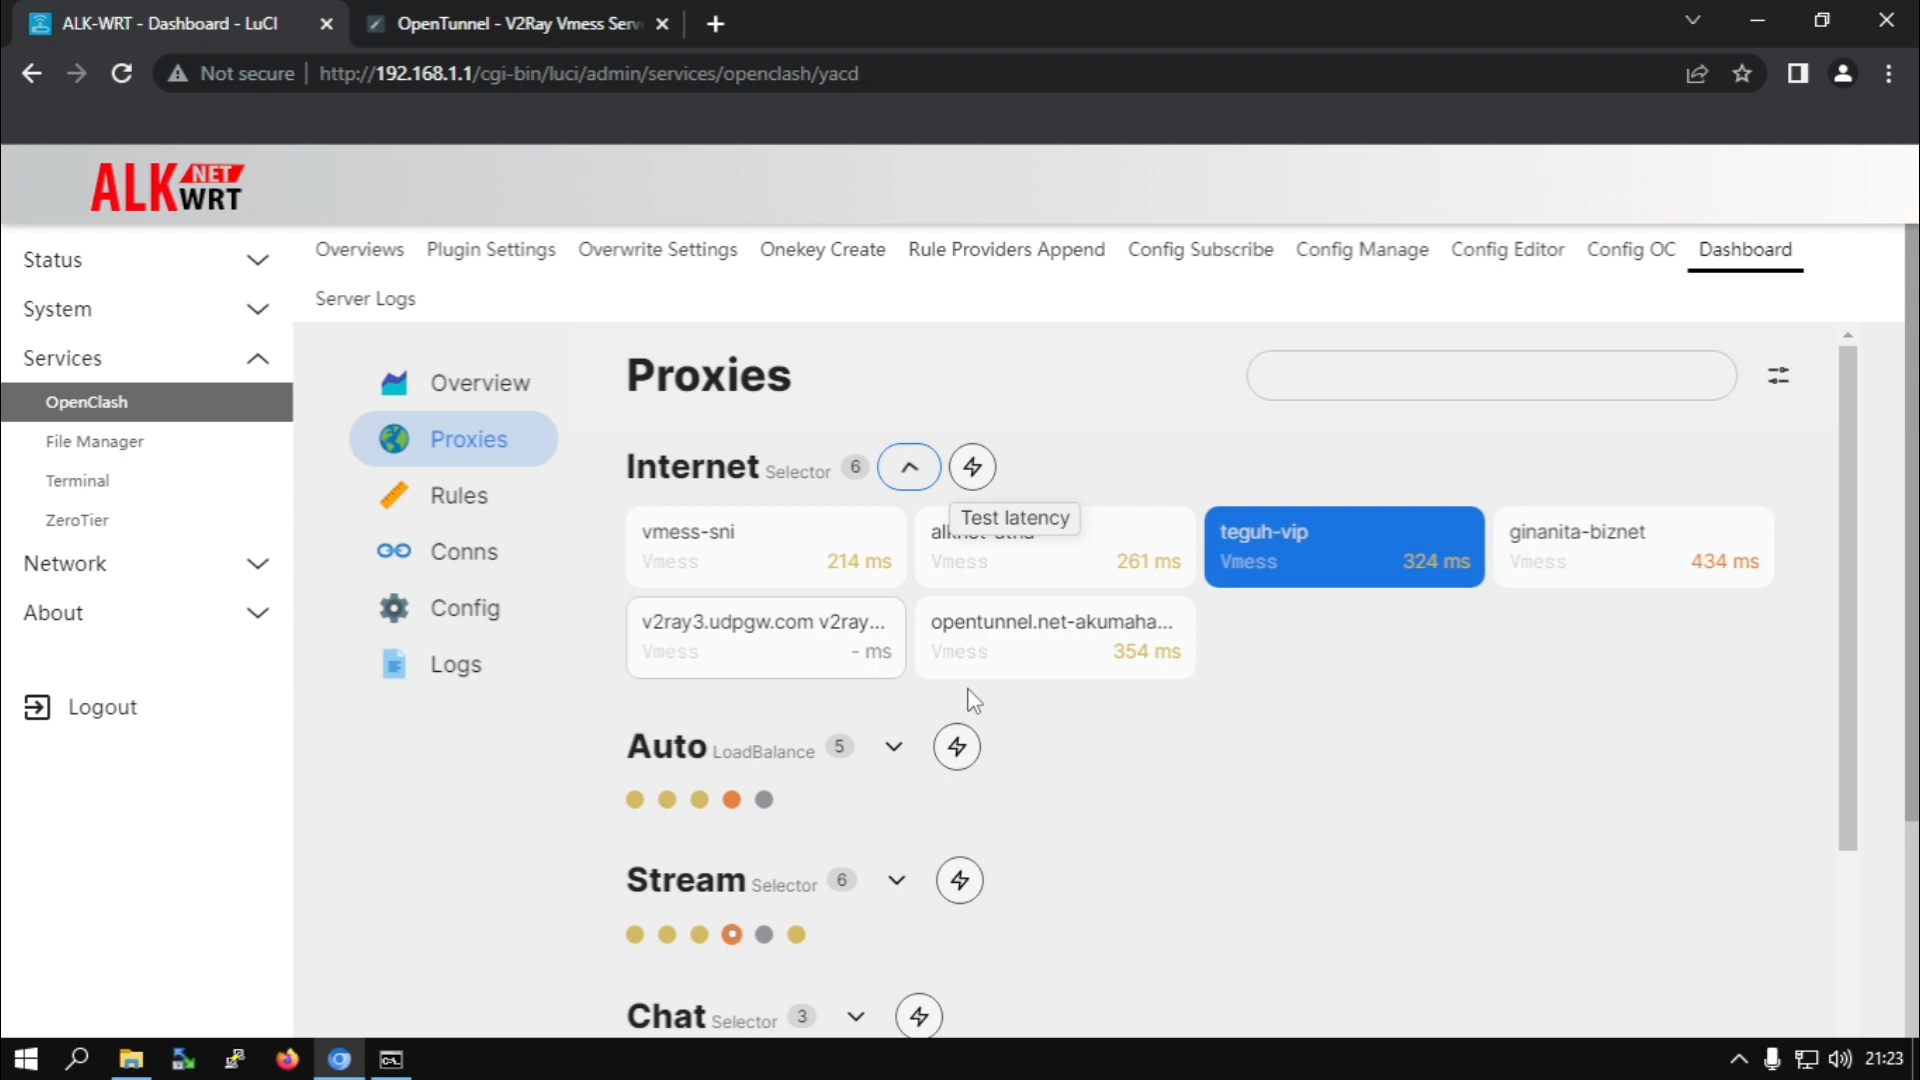 ALK-WRT - Dashboard - LuCI
OpenTunnel - V2Ray Vmess Serv
Not secure
http://192.168.1.1/cgi-bin/luci/admin/services/openclash/yacd
ALK NET WRT
Status
System
Services
OpenClash
File Manager
Terminal
ZeroTier
Network
About
Logout
Overviews Plugin Settings Overwrite Settings Onekey Create Rule Providers Append Config Subscribe Config Manage Config Editor Config OC Dashboard
Server Logs
Overview
Proxies
Rules
Conns
Config
Logs
Proxies
Internet Selector 6
Test latency
vmess-sni
Vmess 214 ms
Vmess 261 ms
teguh-vip
Vmess 324 ms
ginanita-biznet
Vmess 434 ms
v2ray3.udpgw.com v2ray...
Vmess - ms
opentunnel.net-akumaha...
Vmess 354 ms
Auto LoadBalance 5
Stream Selector 6
Chat Selector 3
21:23